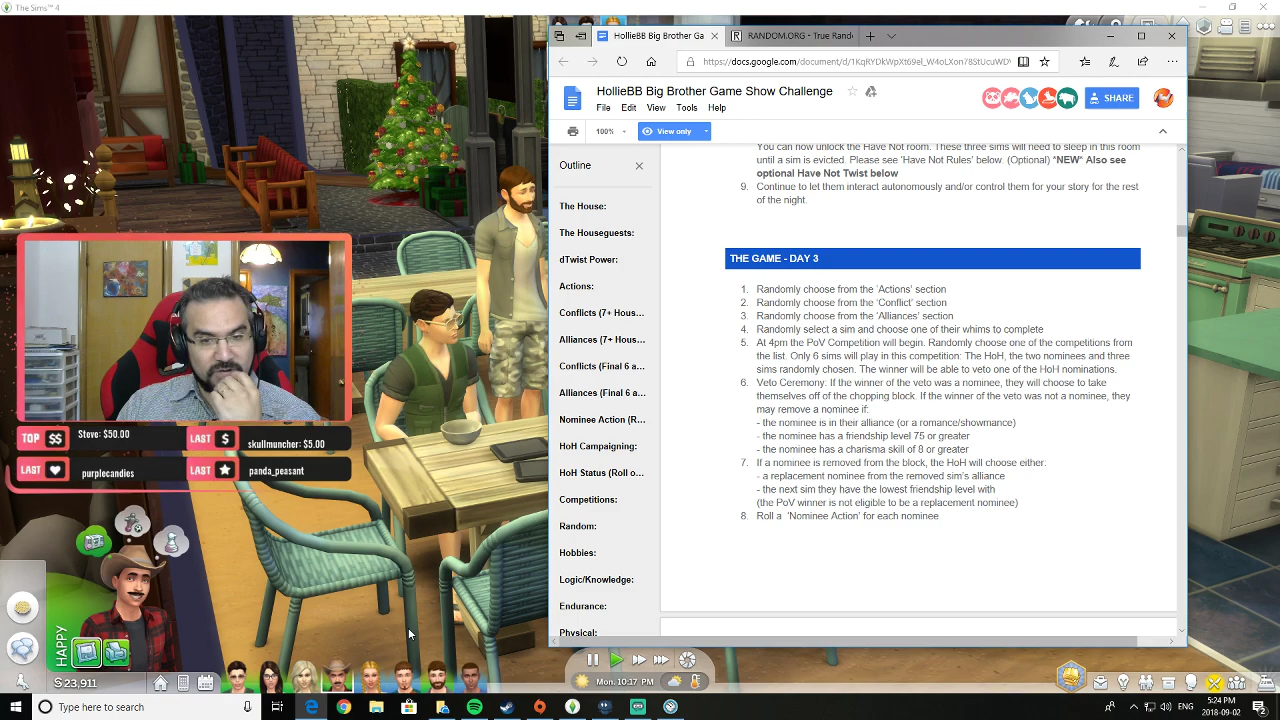 The Sims™ 4
HollieBB Big Brother Ga
RANDOM.ORG - True Rand
https://docs.google.com/document/d/
HollieBB Big Brother Game Show Challenge
File Edit View Tools Help
SHARE
100%
View only
Outline
The House:
The Houseguests:
dTwist Power:
Actions:
Conflicts (7+ Hous...
Alliances (7+ Hous...
Conflicts (Final 6 a...
Alliances (Final 6 a...
Nominee Action (R...
HoH Campaigning:
HoH Status (Roll o...
Competitions:
Random:
Hobbies:
Logic/Knowledge:
Endurance:
Physical:
You can now unlock the Have Not room. These three sims will need to sleep in this room
until a sim is evicted. Please see 'Have Not Rules' below. (Optional) *NEW* Also see
optional Have Not Twist below
9. Continue to let them interact autonomously and/or control them for your story for the rest
of the night.
THE GAME - DAY 3
1. Randomly choose from the 'Actions' section
2. Randomly choose from the 'Conflict' section
3. Randomly choose from the 'Alliances' section
4. Randomly select a sim and choose one of their whims to complete
5. At 4pm the PoV Competition will begin. Randomly choose one of the competitions from
the list. Only 6 sims will play in this competition: The HoH, the two nominees and three
sims randomly chosen. The winner will be able to veto one of the HoH nominations.
6. Veto Ceremony: If the winner of the veto was a nominee, they will choose to take
themselves off of the chopping block. If the winner of the veto was not a nominee, they
may remove a nominee if:
- the nominee is in their alliance (or a romance/showmance)
- the nominee has a friendship level 75 or greater
- the nominee has a charisma skill of 8 or greater
7. If a nominee is removed from the block, the HoH will choose either:
- a replacement nominee from the removed sim's alliance
- the next sim they have the lowest friendship level with
(the PoV winner is not eligible to be a replacement nominee)
8. Roll a 'Nominee Action' for each nominee
TOP $$ Steve: $50.00
LAST $ skullmuncher: $5.00
LAST purplecandies
LAST panda_peasant
HAPPY
§ 23,911
Mon. 10:17 PM
Type here to search
ENG
5:24 PM
2018-09-02
2